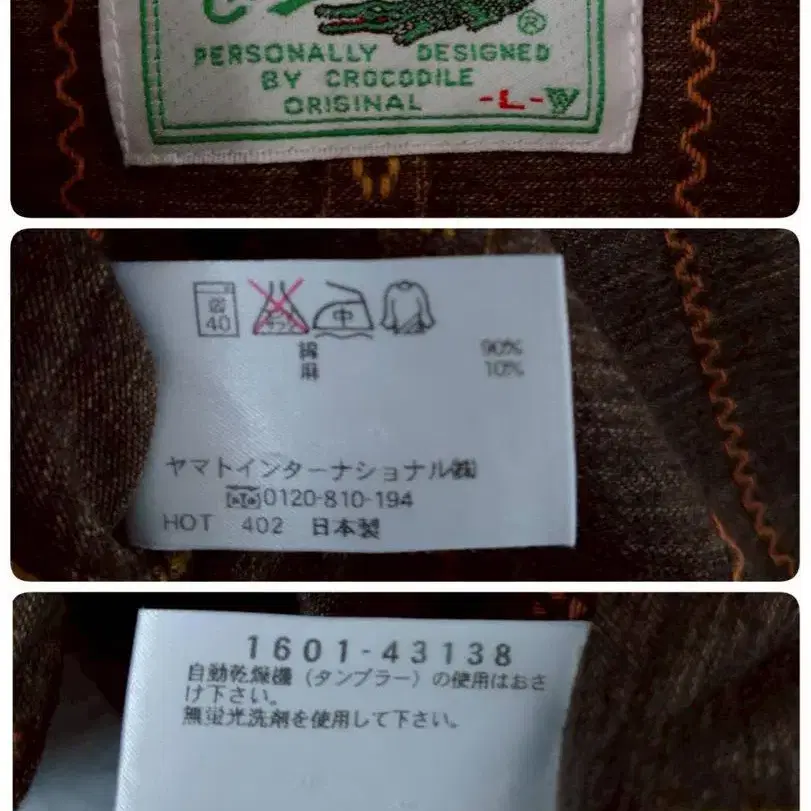 PERSONALLY DESIGNED
BY CROCODILE
ORIGINAL -L-W
40 中
綿 90%
麻 10%
ヤマトインターナショナル㈱
0120-810-194
HOT 402 日本製
1601-43138
自動乾燥機（タンブラー）の使用はおさ
け下さい。
無蛍光洗剤を使用して下さい。